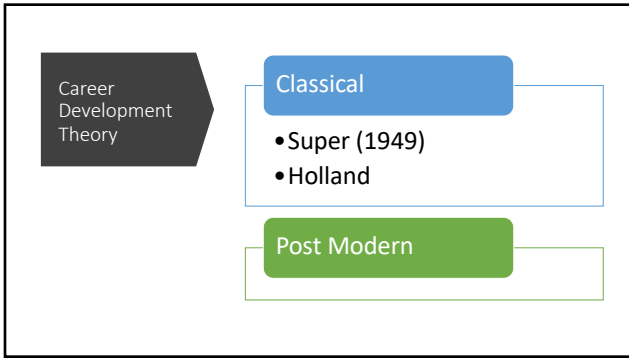 Career
Development
Theory
Classical
•Super (1949)
•Holland
Post Modern